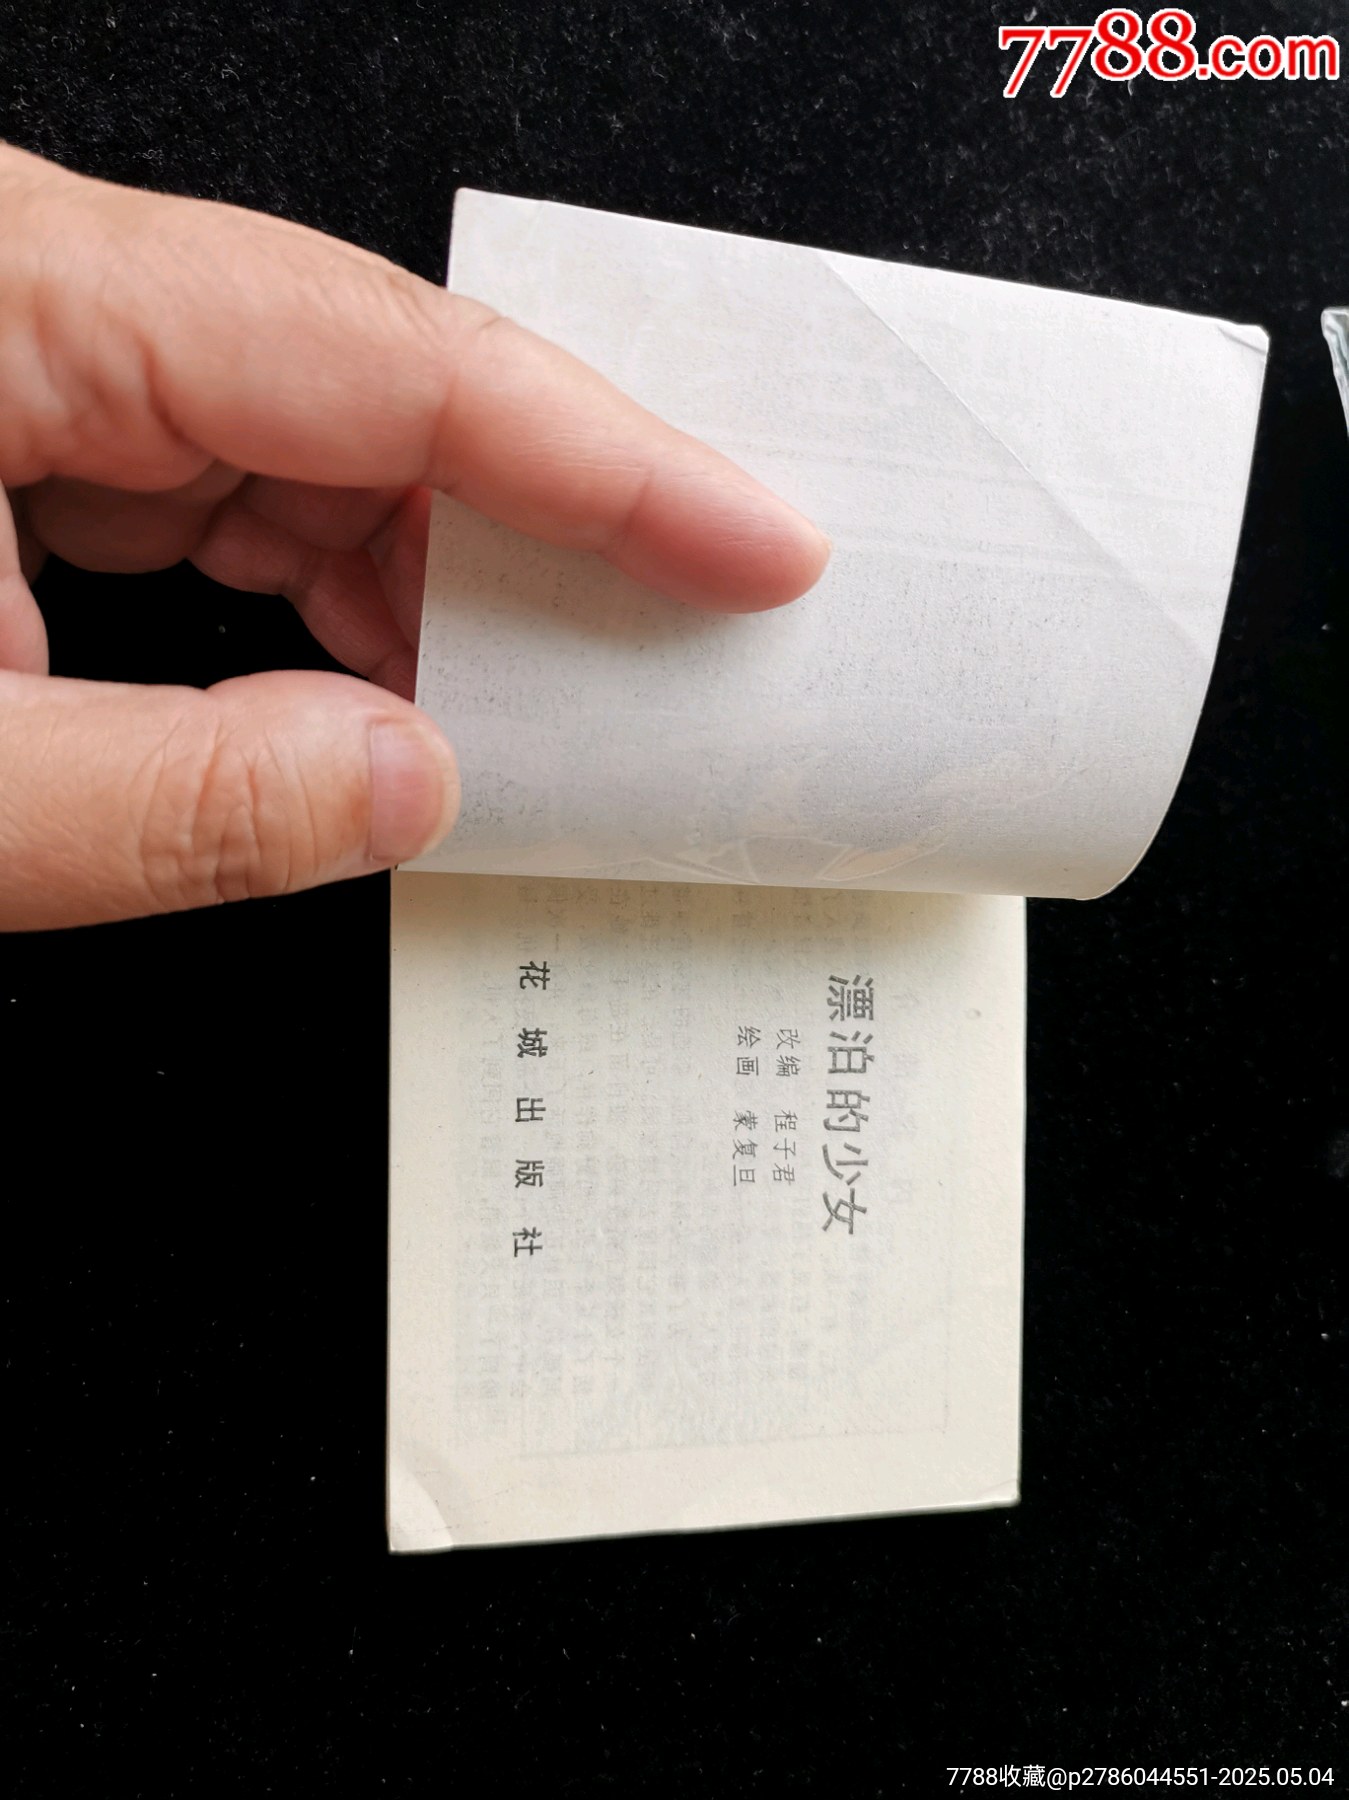 7788.com
漂泊的少女
改编 程子君
绘画 蒙复旦
花城出版社
7788收藏@p2786044551-2025.05.04